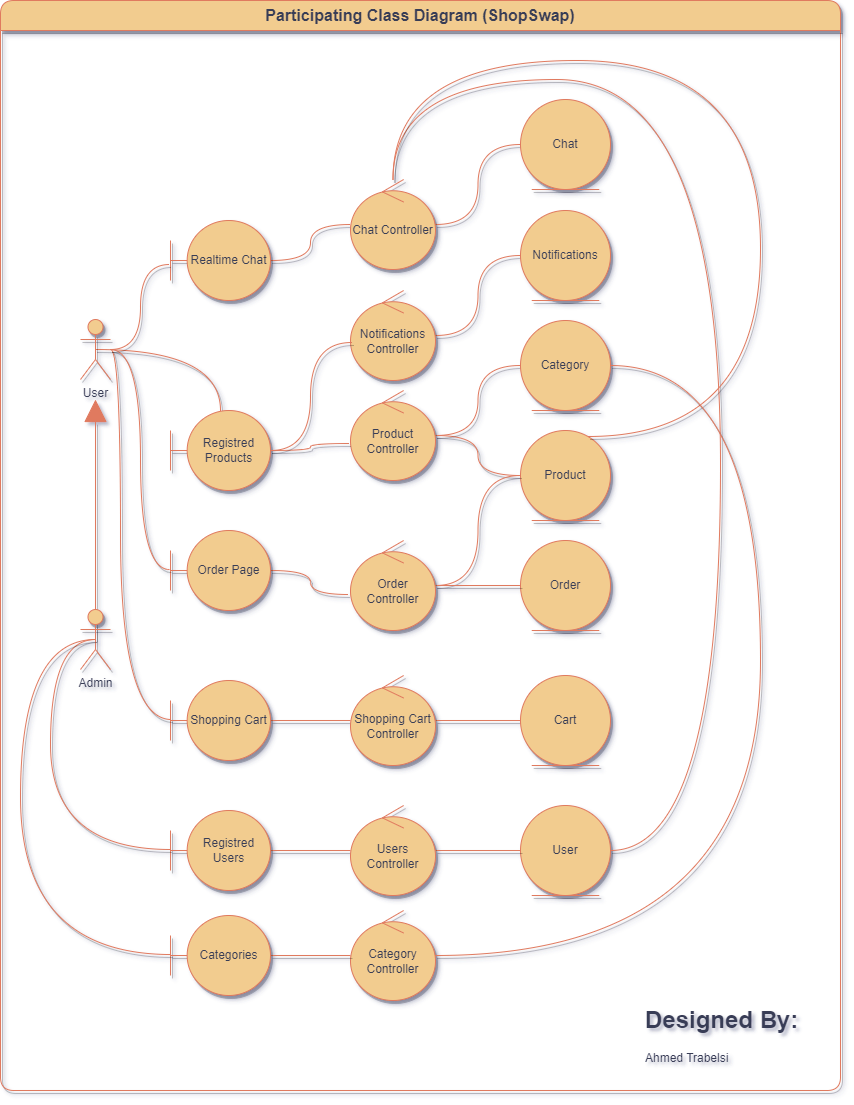 Participating Class Diagram (ShopSwap)
Chat
Chat Controller
Realtime Chat
Notifications
Notifications
Controller
Category
User
Product
Controller
Registred
Products
Product
Order Page
Order
Controller
Order
Admin
Shopping Cart
Shopping Cart
Controller
Cart
Registred
Users
Users
Controller
User
Categories
Category
Controller
Designed By:
Ahmed Trabelsi